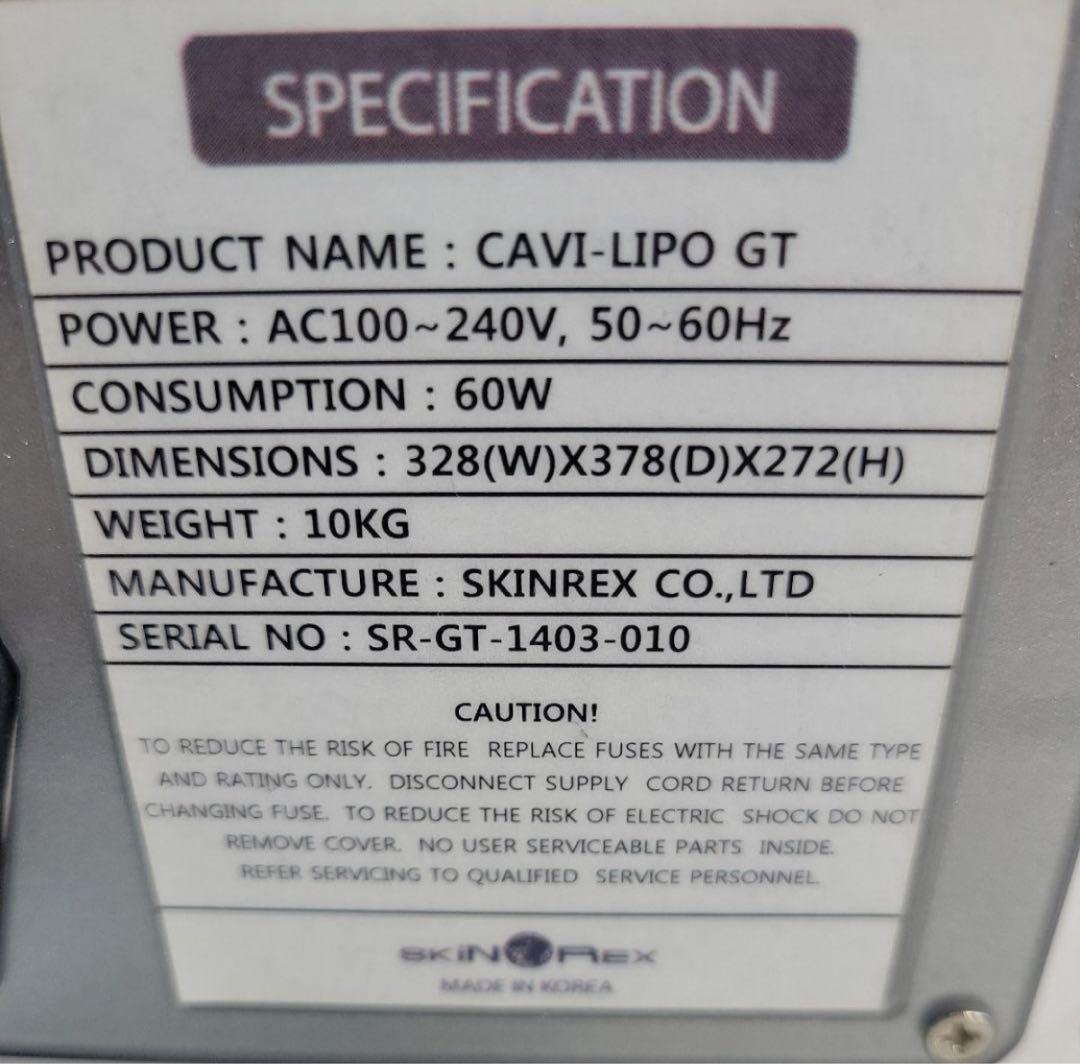 SPECIFICATION
PRODUCT NAME : CAVI-LIPO GT
POWER : AC100~240V, 50~60Hz
CONSUMPTION : 60W
DIMENSIONS : 328(W)X378(D)X272(H)
WEIGHT : 10KG
MANUFACTURE : SKINREX CO.,LTD
SERIAL NO : SR-GT-1403-010
CAUTION!
TO REDUCE THE RISK OF FIRE REPLACE FUSES WITH THE SAME TYPE
AND RATING ONLY. DISCONNECT SUPPLY CORD RETURN BEFORE
CHANGING FUSE. TO REDUCE THE RISK OF ELECTRIC SHOCK DO NOT
REMOVE COVER. NO USER SERVICEABLE PARTS INSIDE.
REFER SERVICING TO QUALIFIED SERVICE PERSONNEL.
SKiN REX
MADE IN KOREA